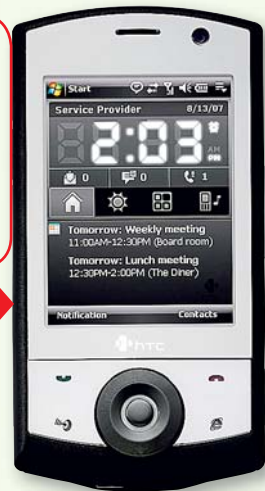 Start
Service Provider 8/13/07
2:03 AM
PM
0 0 1
Tomorrow: Weekly meeting
11:00AM-12:30PM (Board room)
Tomorrow: Lunch meeting
12:30PM-2:00PM (The Diner)
Notification Contacts
hTC